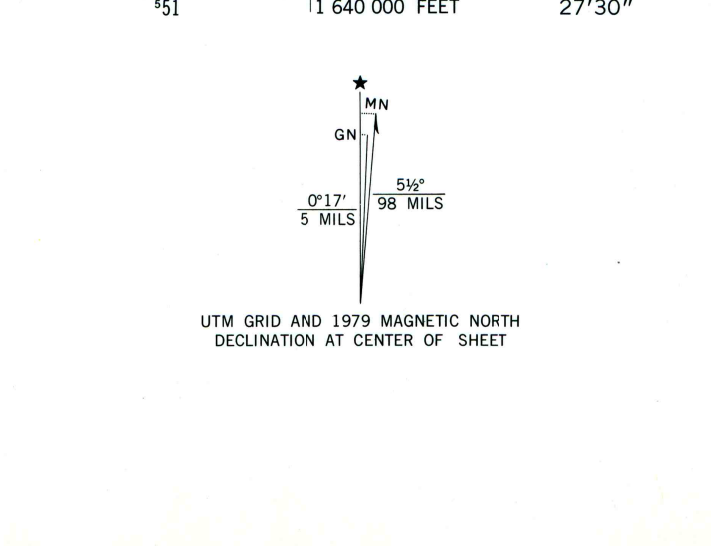 ⁵51 1 640 000 FEET 27'30"
★
MN
GN
5½°
0°17' 98 MILS
5 MILS
UTM GRID AND 1979 MAGNETIC NORTH
DECLINATION AT CENTER OF SHEET